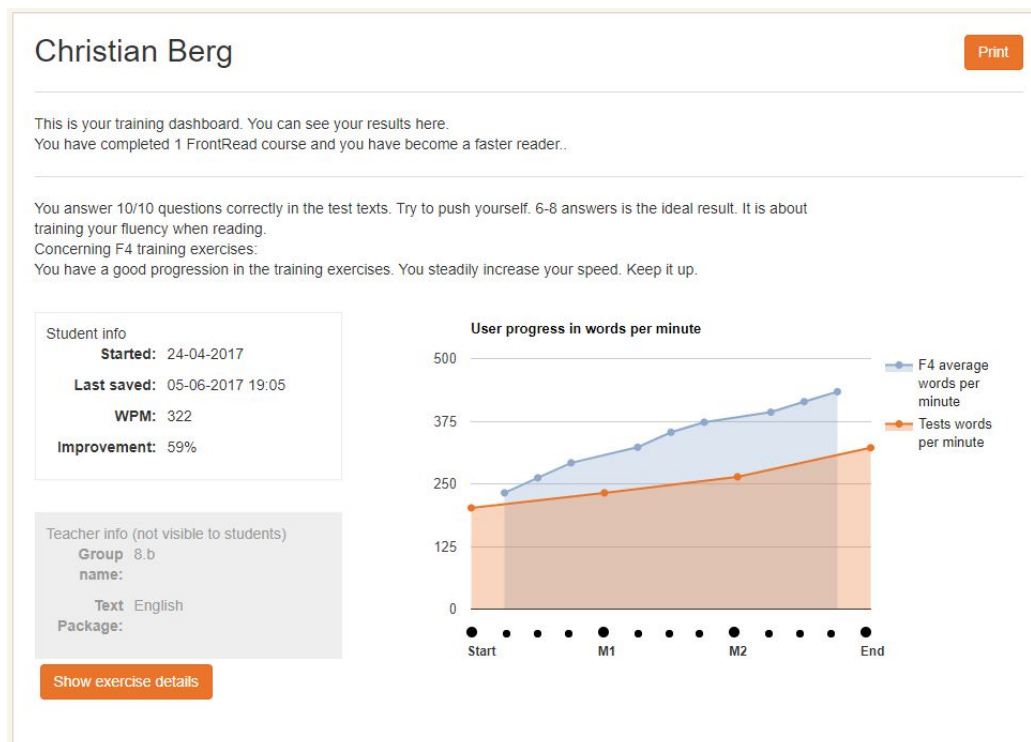 Christian Berg
Print
This is your training dashboard. You can see your results here.
You have completed 1 FrontRead course and you have become a faster reader..
You answer 10/10 questions correctly in the test texts. Try to push yourself. 6-8 answers is the ideal result. It is about
training your fluency when reading.
Concerning F4 training exercises:
You have a good progression in the training exercises. You steadily increase your speed. Keep it up.
Student info
Started: 24-04-2017
Last saved: 05-06-2017 19:05
WPM: 322
Improvement: 59%
Teacher info (not visible to students)
Group 8.b
name:
Text English
Package:
Show exercise details
User progress in words per minute
500
375
250
125
0
Start M1 M2 End
F4 average
words per
minute
Tests words
per minute